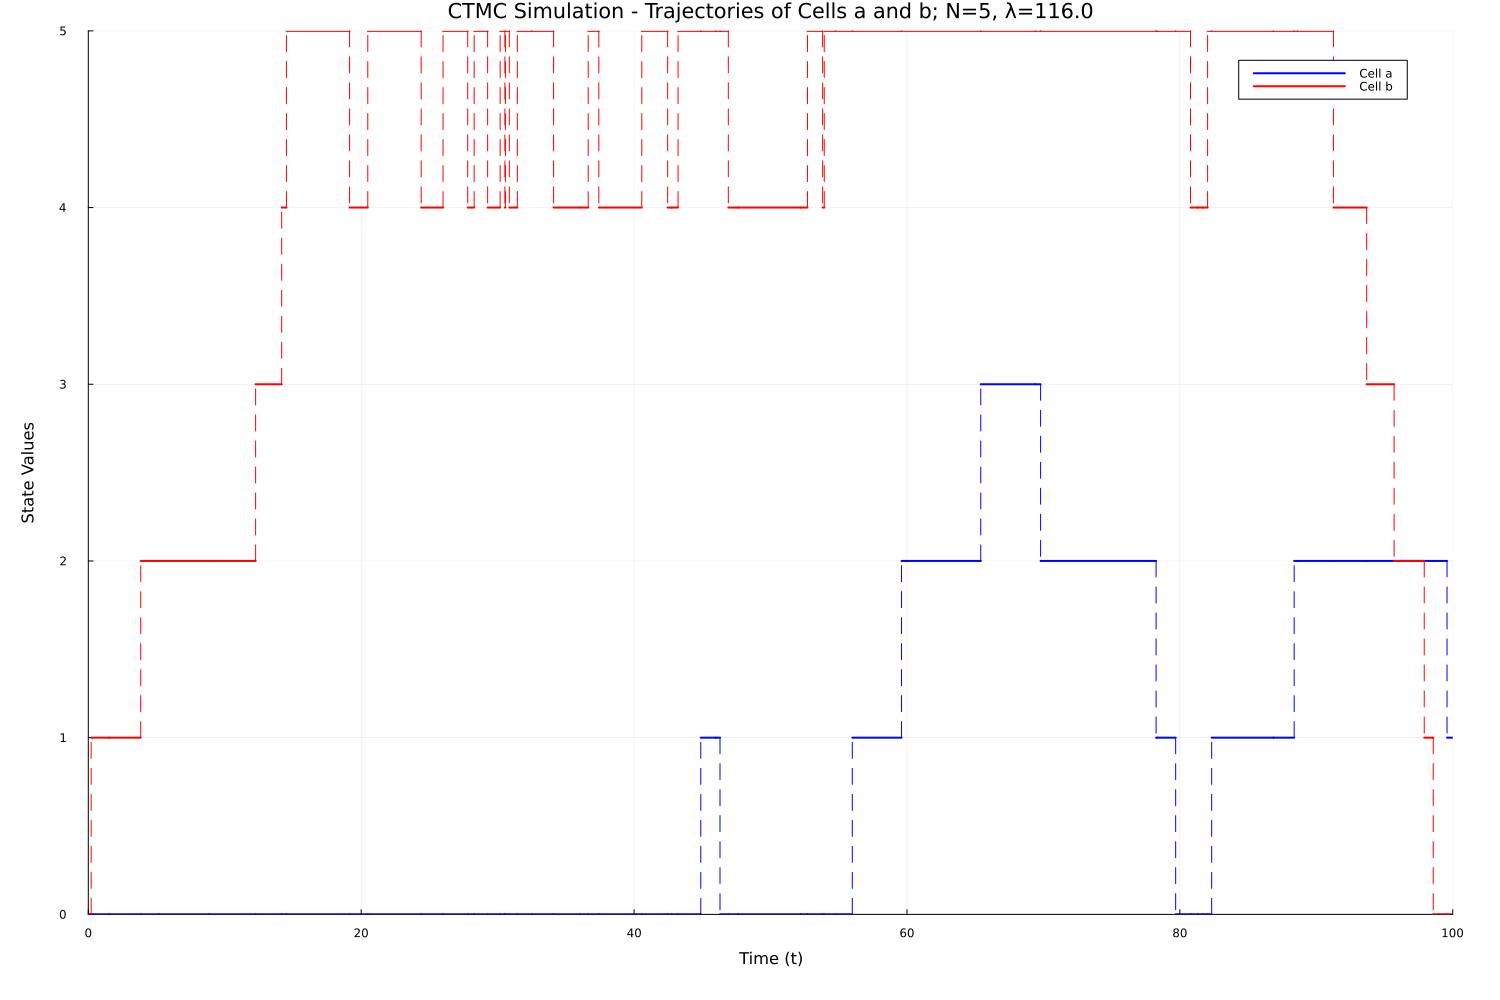 CTMC Simulation - Trajectories of Cells a and b; N=5, λ=116.0
5
4
3
2
1
0
State Values
Cell a
Cell b
0 20 40 60 80 100
Time (t)